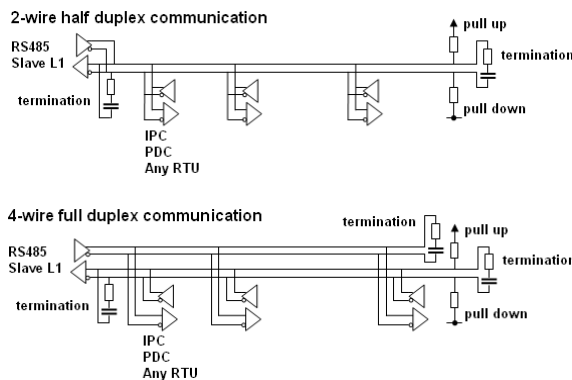 2-wire half duplex communication
pull up
RS485
Slave L1
termination
termination
pull down
IPC
PDC
Any RTU
4-wire full duplex communication
termination
pull up
RS485
Slave L1
termination
termination
pull down
IPC
PDC
Any RTU